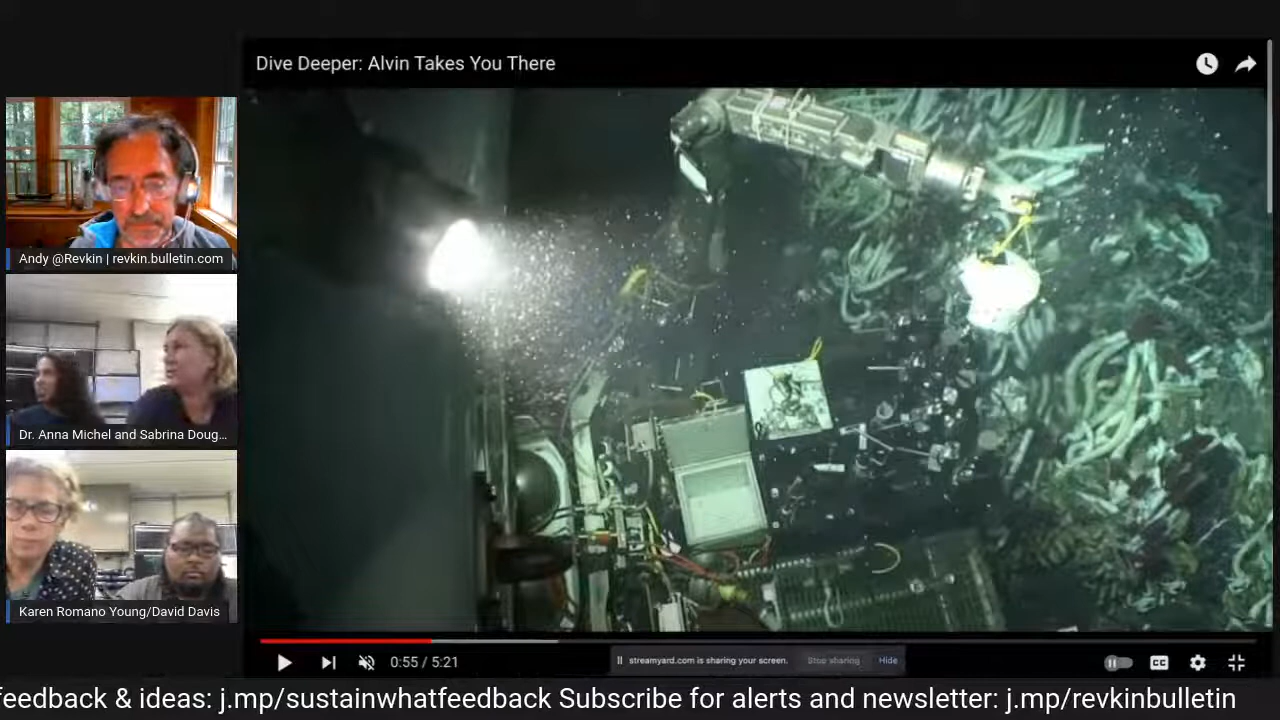 Dive Deeper: Alvin Takes You There
Andy @Revkin | revkin.bulletin.com
Dr. Anna Michel and Sabrina Doug...
Karen Romano Young/David Davis
0:55 / 5:21
streamyard.com is sharing your screen.
Stop sharing
Hide
CC
feedback & ideas: j.mp/sustainwhatfeedback Subscribe for alerts and newsletter: j.mp/revkinbulletin